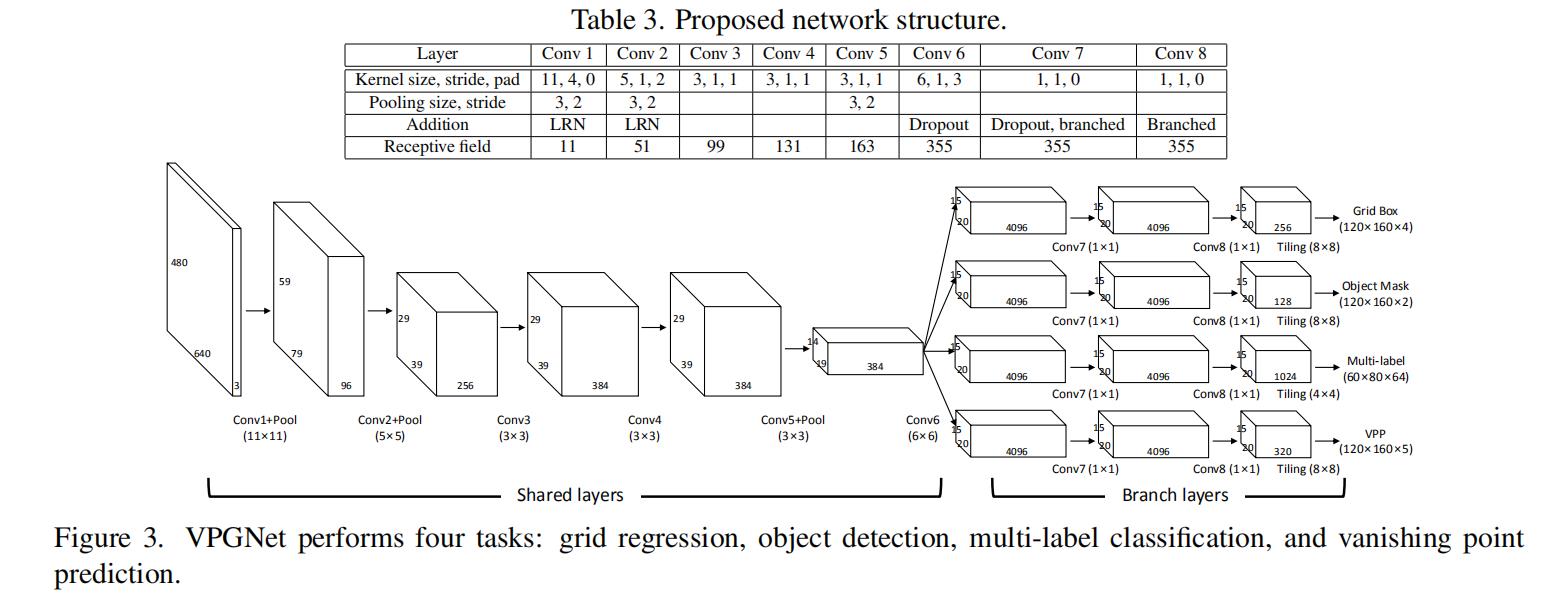 Table 3. Proposed network structure.
Layer Conv 1 Conv 2 Conv 3 Conv 4 Conv 5 Conv 6 Conv 7 Conv 8
Kernel size, stride, pad 11, 4, 0 5, 1, 2 3, 1, 1 3, 1, 1 3, 1, 1 6, 1, 3 1, 1, 0 1, 1, 0
Pooling size, stride 3, 2 3, 2 3, 2
Addition LRN LRN Dropout Dropout, branched Branched
Receptive field 11 51 99 131 163 355 355 355
480
640
3
59
79
96
29
39
256
29
39
384
29
39
384
14
19
384
Conv1+Pool
(11×11)
Conv2+Pool
(5×5)
Conv3
(3×3)
Conv4
(3×3)
Conv5+Pool
(3×3)
Conv6
(6×6)
15
20
4096
15
20
4096
15
20
256
Grid Box
(120×160×4)
Conv7 (1×1) Conv8 (1×1) Tiling (8×8)
15
20
4096
15
20
4096
15
20
128
Object Mask
(120×160×2)
Conv7 (1×1) Conv8 (1×1) Tiling (8×8)
15
20
4096
15
20
4096
15
20
1024
Multi-label
(60×80×64)
Conv7 (1×1) Conv8 (1×1) Tiling (4×4)
15
20
4096
15
20
4096
15
20
320
VPP
(120×160×5)
Conv7 (1×1) Conv8 (1×1) Tiling (8×8)
Shared layers
Branch layers
Figure 3. VPGNet performs four tasks: grid regression, object detection, multi-label classification, and vanishing point
prediction.